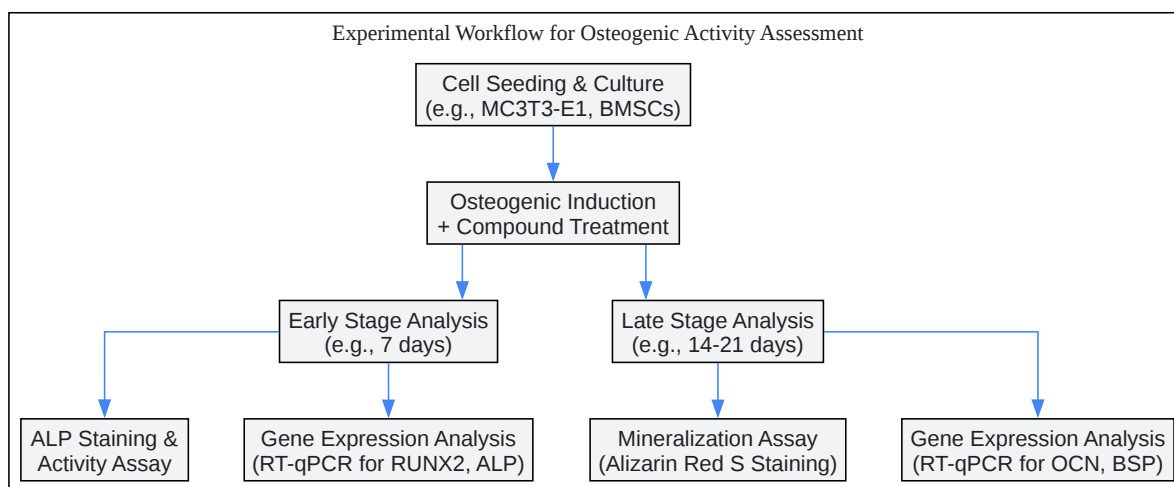 Experimental Workflow for Osteogenic Activity Assessment
Cell Seeding & Culture
(e.g., MC3T3-E1, BMSCs)
Osteogenic Induction
+ Compound Treatment
Early Stage Analysis
(e.g., 7 days)
Late Stage Analysis
(e.g., 14-21 days)
ALP Staining &
Activity Assay
Gene Expression Analysis
(RT-qPCR for RUNX2, ALP)
Mineralization Assay
(Alizarin Red S Staining)
Gene Expression Analysis
(RT-qPCR for OCN, BSP)